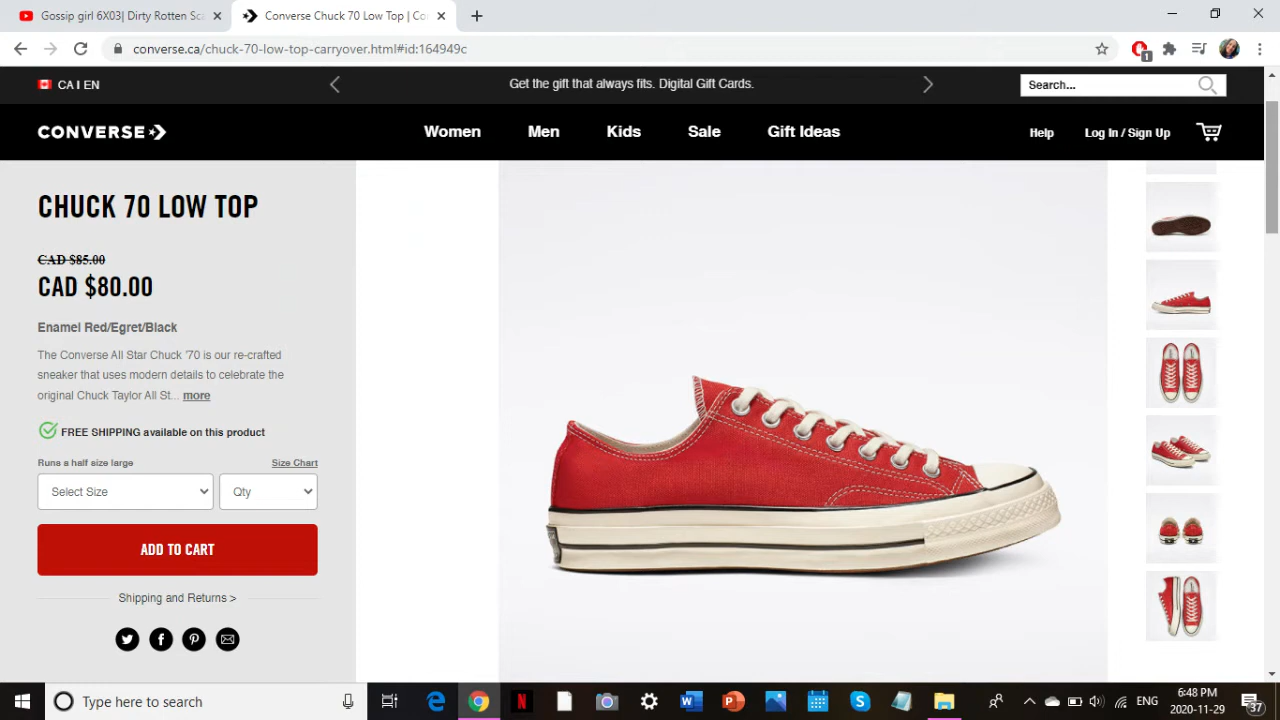 Gossip girl 6X03| Dirty Rotten Sc
Converse Chuck 70 Low Top | Co
converse.ca/chuck-70-low-top-carryover.html#id:164949c
1
CA I EN
Get the gift that always fits. Digital Gift Cards.
Search...
CONVERSE
Women
Men
Kids
Sale
Gift Ideas
Help
Log In / Sign Up
CHUCK 70 LOW TOP
CAD $85.00
CAD $80.00
Enamel Red/Egret/Black
The Converse All Star Chuck '70 is our re-crafted
sneaker that uses modern details to celebrate the
original Chuck Taylor All St... more
FREE SHIPPING available on this product
Runs a half size large
Size Chart
Select Size
Qty
ADD TO CART
Shipping and Returns >
Type here to search
ENG
6:48 PM
2020-11-29
37